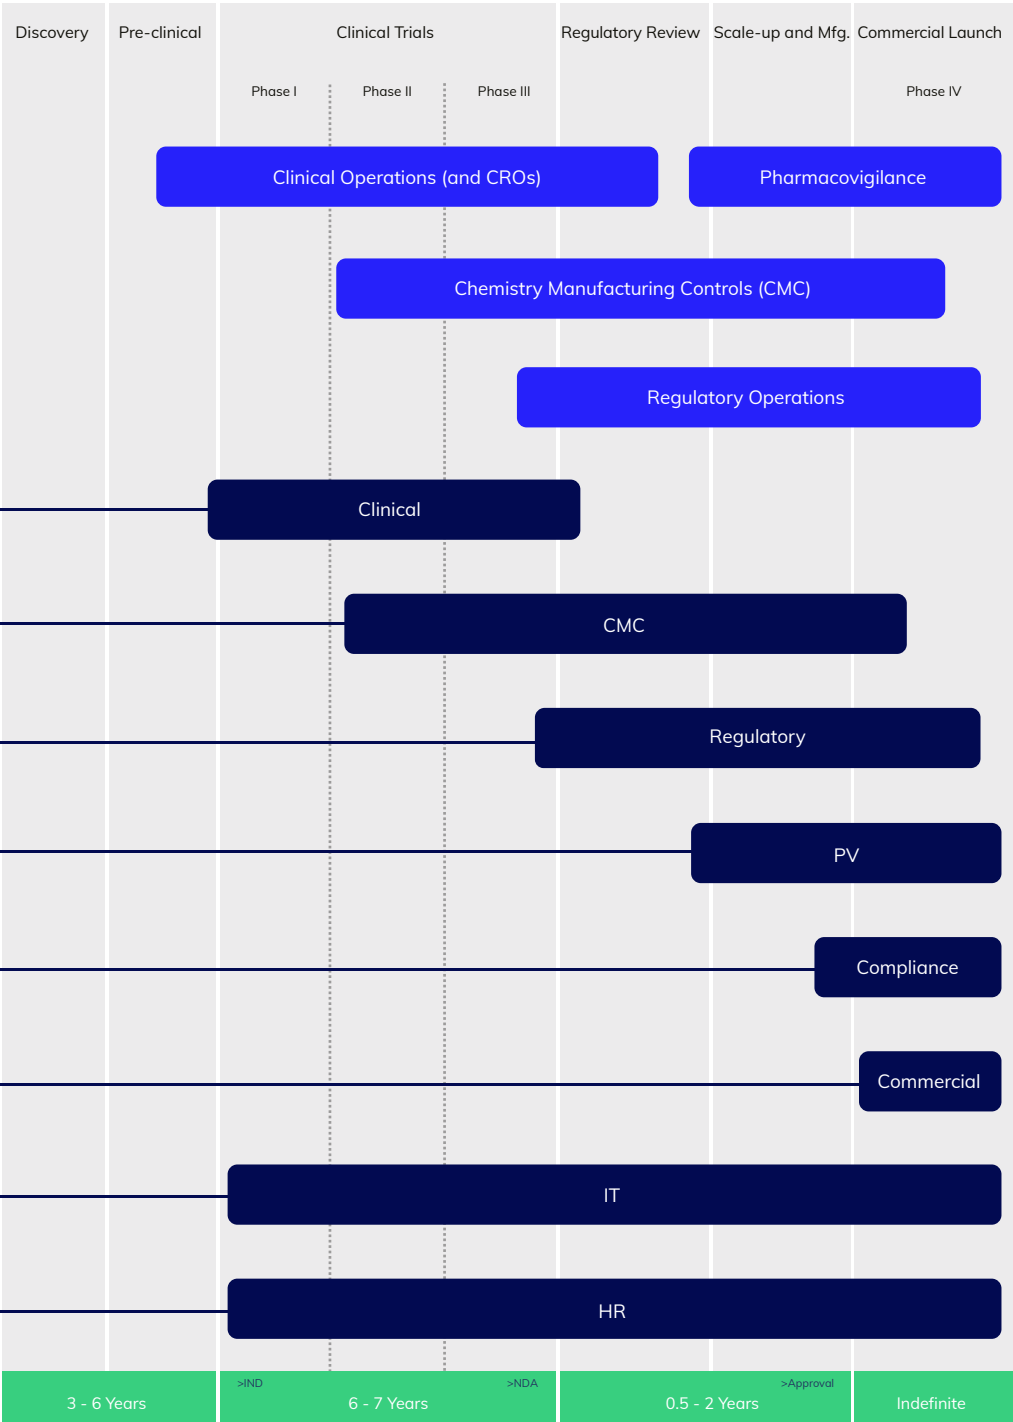 Discovery
Pre-clinical
Clinical Trials
Regulatory Review
Scale-up and Mfg.
Commercial Launch
Phase I
Phase II
Phase III
Phase IV
Clinical Operations (and CROs)
Pharmacovigilance
Chemistry Manufacturing Controls (CMC)
Regulatory Operations
Clinical
CMC
Regulatory
PV
Compliance
Commercial
IT
HR
>IND
>NDA
>Approval
3 - 6 Years
6 - 7 Years
0.5 - 2 Years
Indefinite